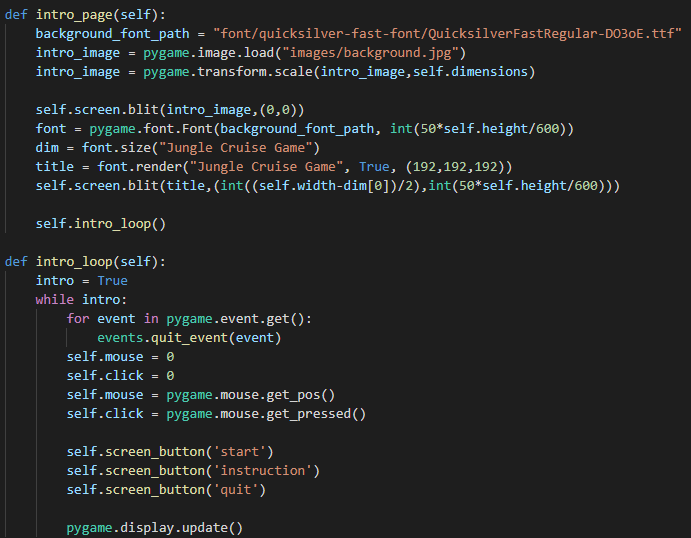 def intro_page(self):
    background_font_path = "font/quicksilver-fast-font/QuicksilverFastRegular-DO3oE.ttf"
    intro_image = pygame.image.load("images/background.jpg")
    intro_image = pygame.transform.scale(intro_image,self.dimensions)

    self.screen.blit(intro_image,(0,0))
    font = pygame.font.Font(background_font_path, int(50*self.height/600))
    dim = font.size("Jungle Cruise Game")
    title = font.render("Jungle Cruise Game", True, (192,192,192))
    self.screen.blit(title,(int((self.width-dim[0])/2),int(50*self.height/600)))

    self.intro_loop()

def intro_loop(self):
    intro = True
    while intro:
        for event in pygame.event.get():
            events.quit_event(event)
        self.mouse = 0
        self.click = 0
        self.mouse = pygame.mouse.get_pos()
        self.click = pygame.mouse.get_pressed()

        self.screen_button('start')
        self.screen_button('instruction')
        self.screen_button('quit')

        pygame.display.update()